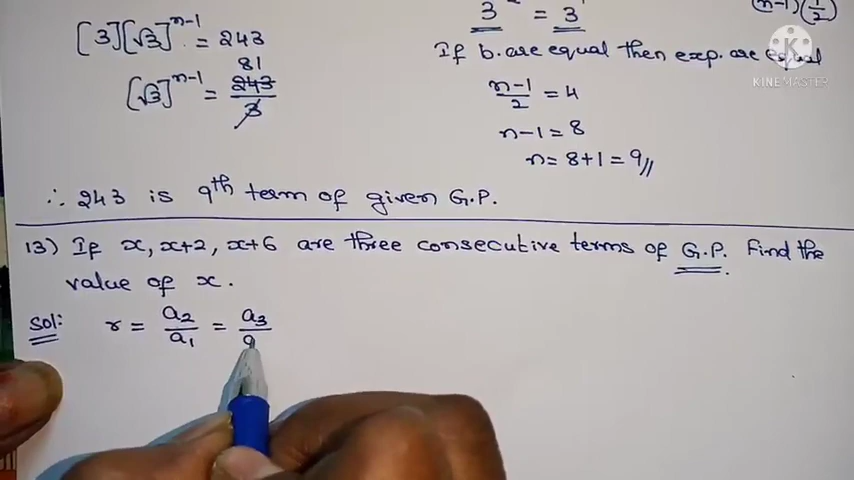 [3][√3]^n-1 = 243
[√3]^n-1 = 243/3 81
3 = 3
(n-1)(1/2)
If b.are equal then exp. are equal
KINEMASTER
n-1/2 = 4
n-1 = 8
n = 8+1 = 9//
∴ 243 is 9th term of given G.P.
13) If x, x+2, x+6 are three consecutive terms of G.P. Find the
value of x.
Sol: r = a2/a1 = a3/a